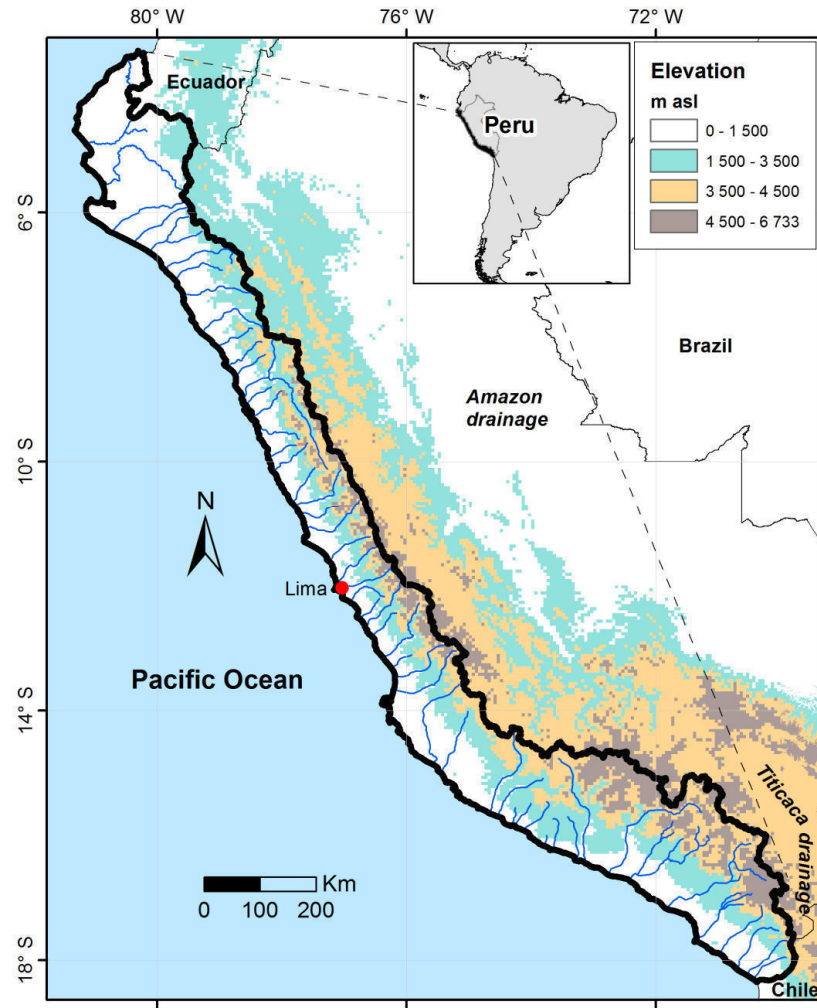 80° W
76° W
72° W
Ecuador
Peru
Elevation
m asl
0 - 1 500
1 500 - 3 500
3 500 - 4 500
4 500 - 6 733
6°S
Brazil
Amazon
drainage
10°S
N
Lima
Pacific Ocean
14°S
Titicaca
drainage
Km
0 100 200
18°S
Chile